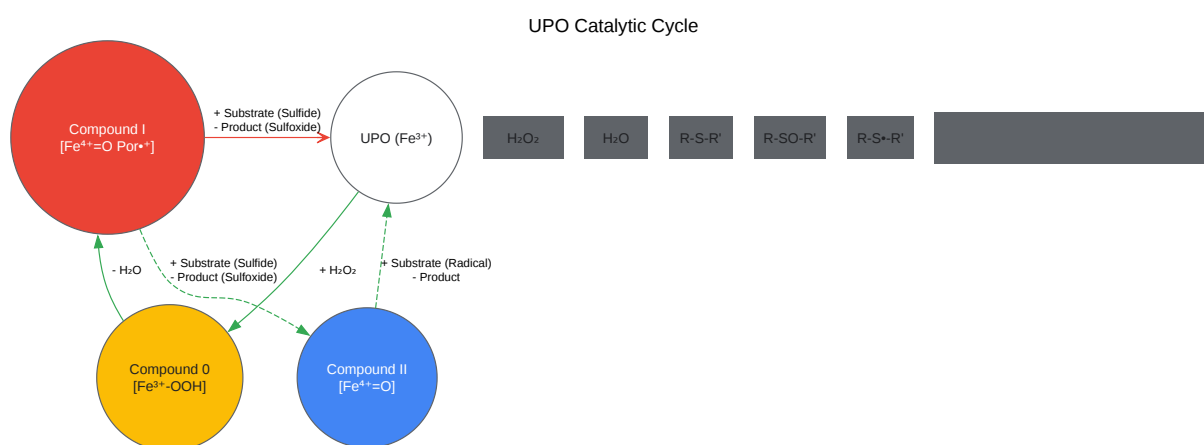 UPO Catalytic Cycle
Compound I
[Fe⁴⁺=O Por•⁺]
+ Substrate (Sulfide)
- Product (Sulfoxide)
UPO (Fe³⁺)
H₂O₂
H₂O
R-S-R'
R-SO-R'
R-S•-R'
- H₂O
+ Substrate (Sulfide)
- Product (Sulfoxide)
+ H₂O₂
+ Substrate (Radical)
- Product
Compound 0
[Fe³⁺-OOH]
Compound II
[Fe⁴⁺=O]